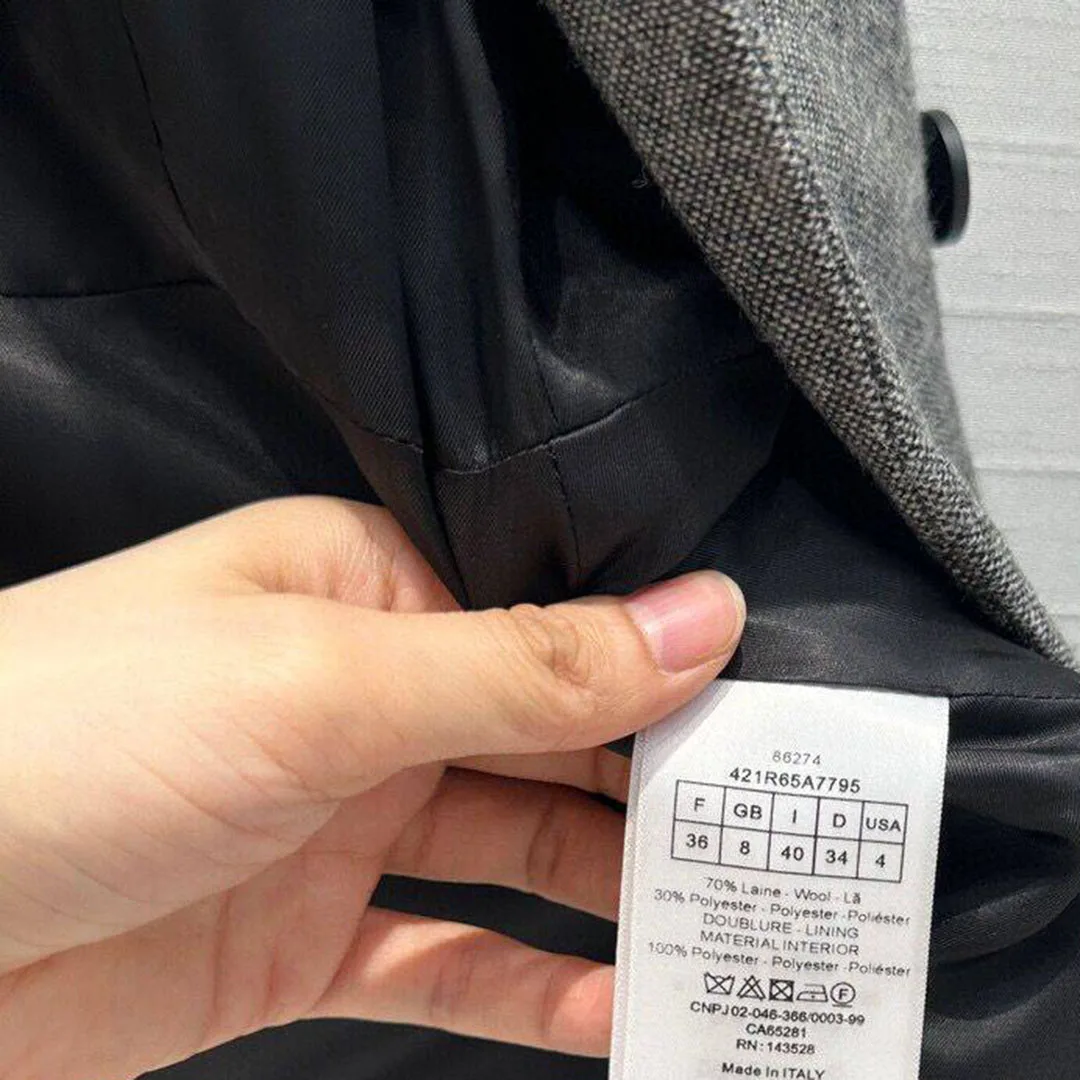 86274
421R65A7795
F GB I D USA
36 8 40 34 4
70% Laine - Wool - Lã
30% Polyester - Polyester - Poliéster
DOUBLURE - LINING
MATERIAL INTERIOR
100% Polyester - Polyester - Poliéster
F
CNPJ 02-046-366/0003-99
CA65281
RN: 143528
Made In ITALY